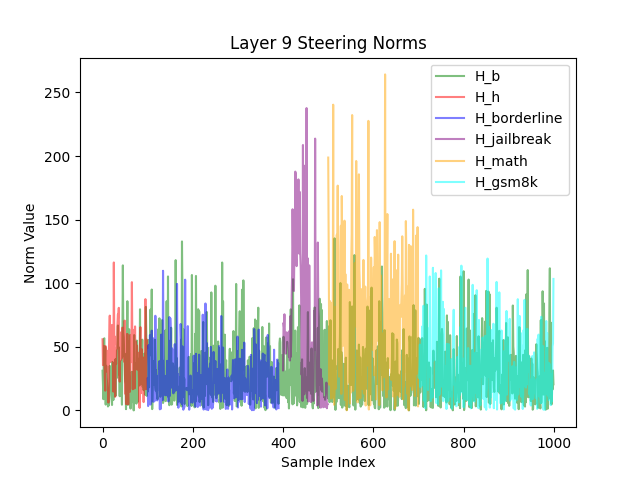 Layer 9 Steering Norms
Norm Value
250
200
150
100
50
0
0
200
400
600
800
1000
Sample Index
H_b
H_h
H_borderline
H_jailbreak
H_math
H_gsm8k